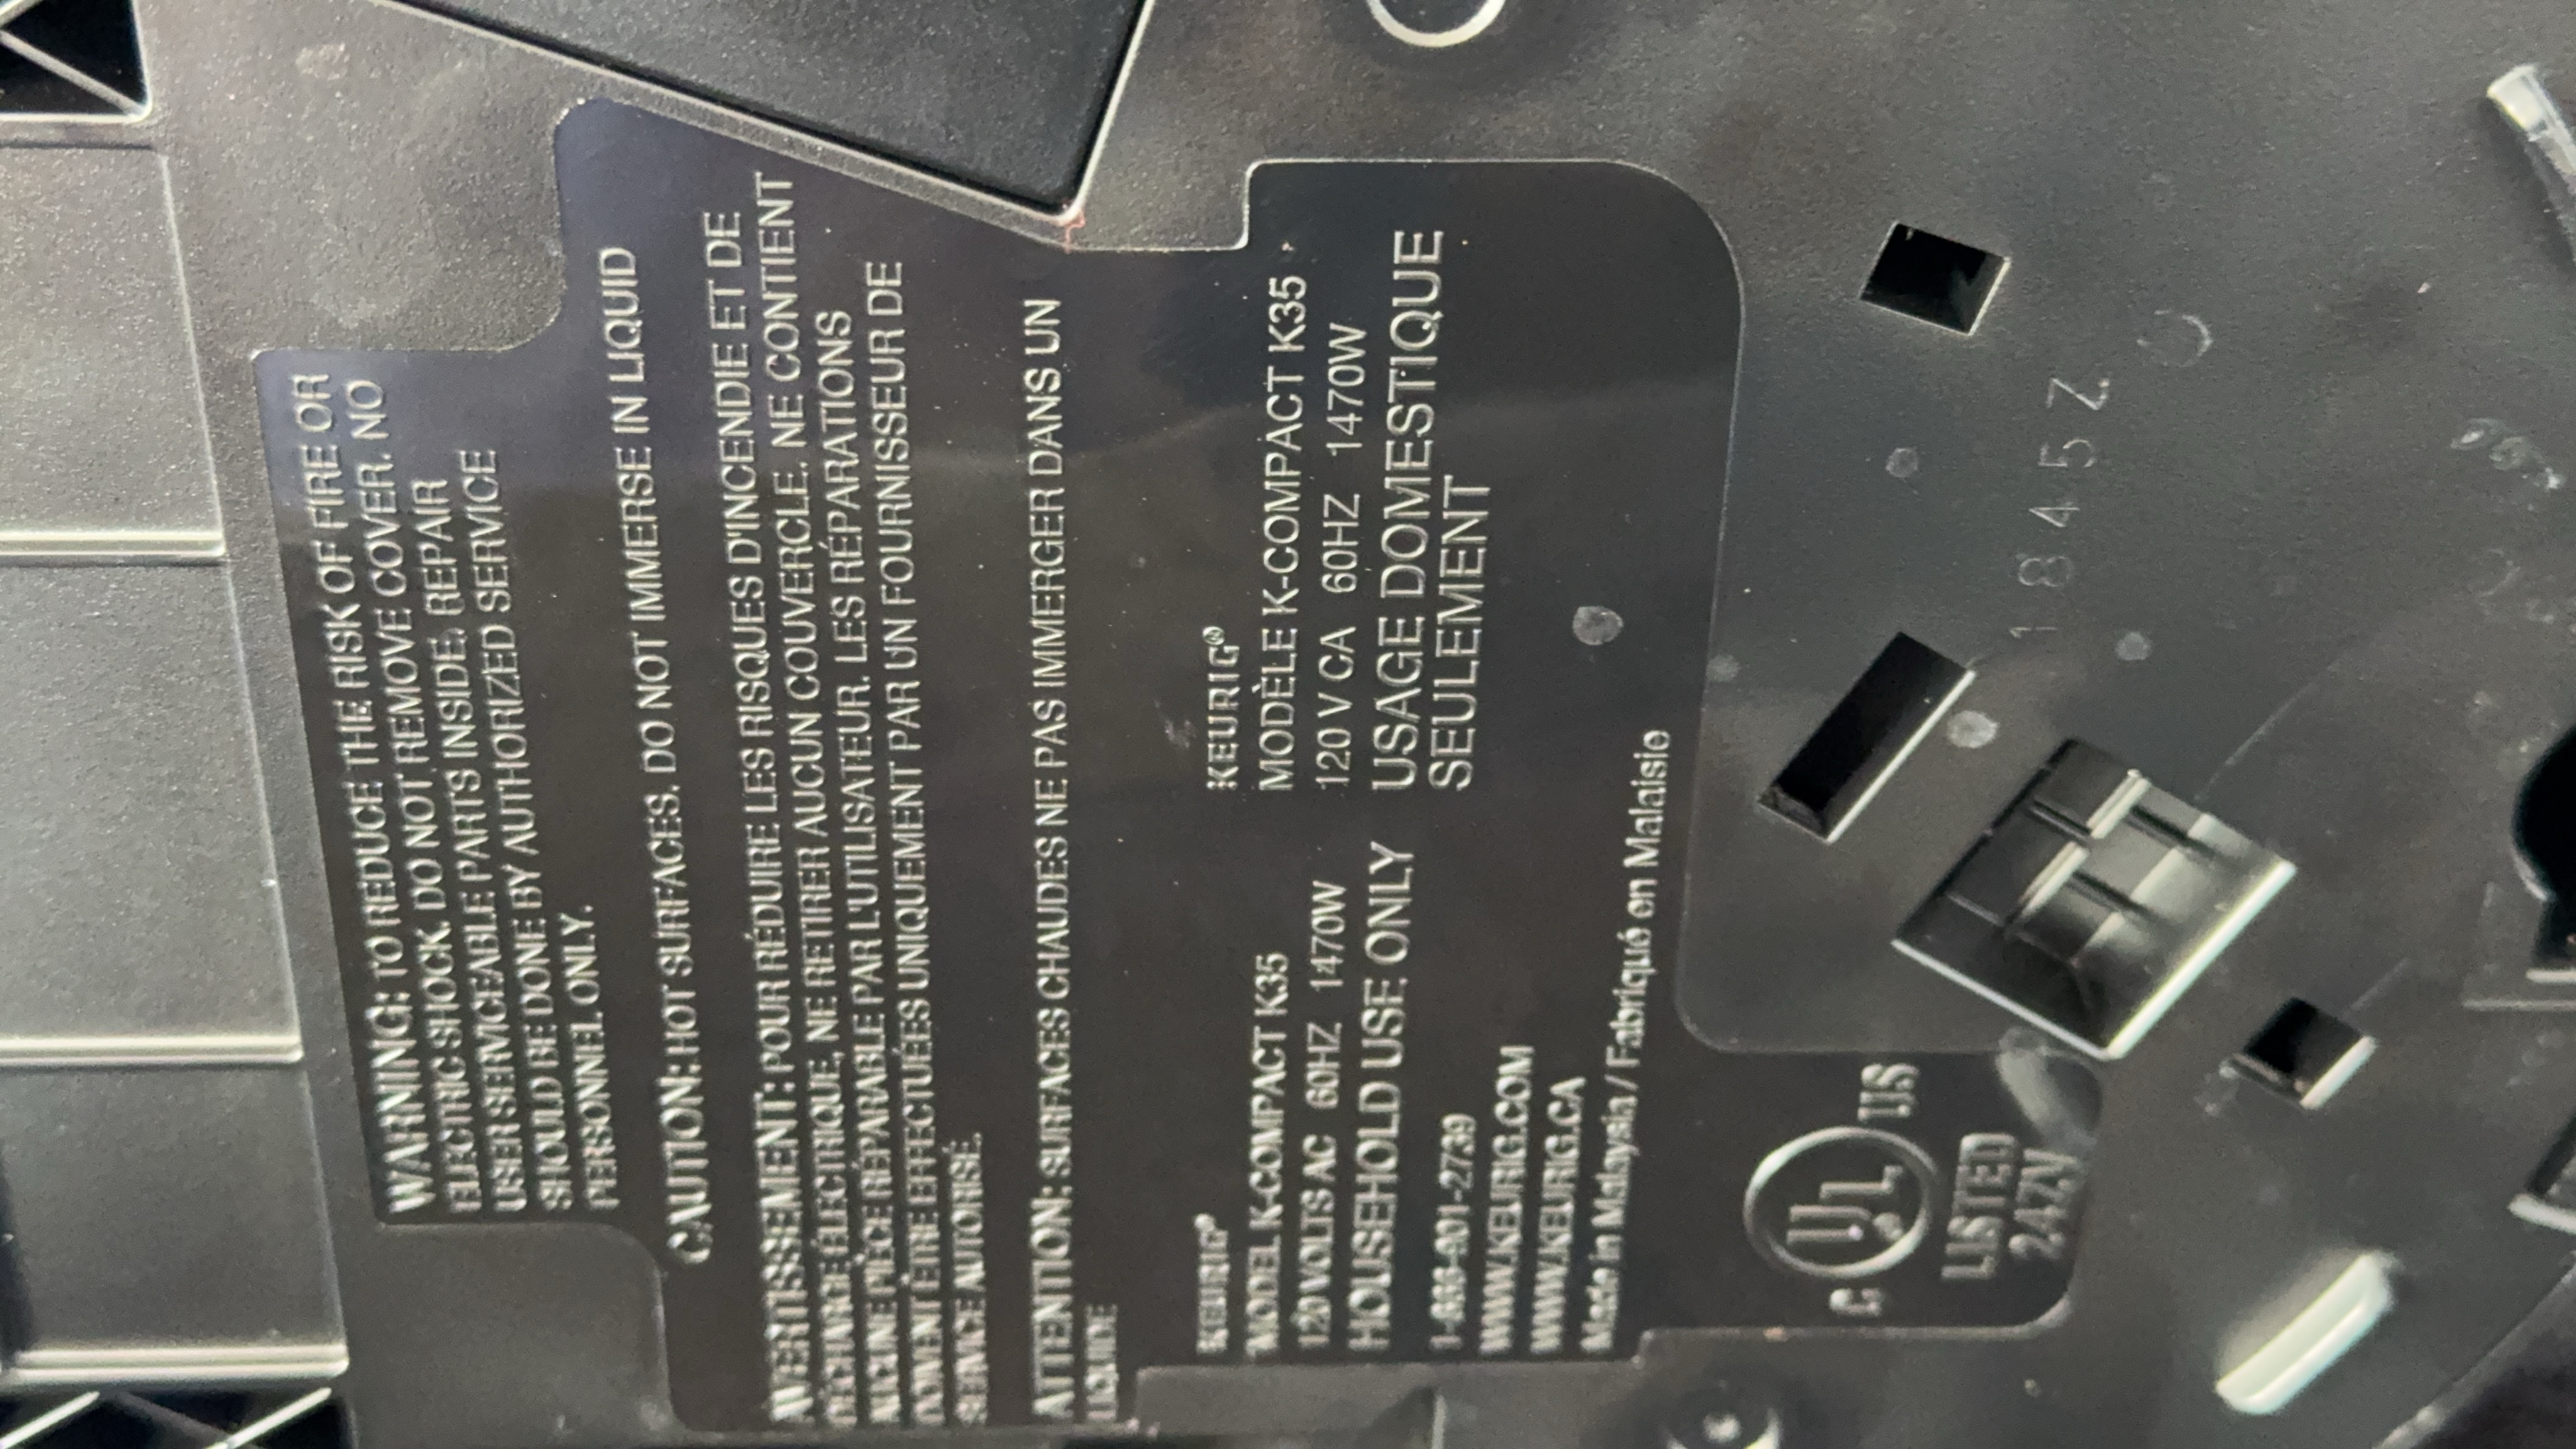 WARNING: TO REDUCE THE RISK OF FIRE OR
ELECTRIC SHOCK. DO NOT REMOVE COVER. NO
USER SERVICEABLE PARTS INSIDE. REPAIR
SHOULD BE DONE BY AUTHORIZED SERVICE
PERSONNEL ONLY.
CAUTION: HOT SURFACES. DO NOT IMMERSE IN LIQUID
AVERTISSEMENT: POUR RÉDUIRE LES RISQUES D'INCENDIE ET DE
DÉCHARGE ÉLECTRIQUE, NE RETIRER AUCUN COUVERCLE. NE CONTIENT
AUCUNE PIÈCE RÉPARABLE PAR L'UTILISATEUR. LES RÉPARATIONS
DOIVENT ÊTRE EFFECTUÉES UNIQUEMENT PAR UN FOURNISSEUR DE
SERVICE AUTORISÉ.
ATTENTION: SURFACES CHAUDES NE PAS IMMERGER DANS UN
LIQUIDE
KEURIG®
MODEL K-COMPACT K35
120 VOLTS AC 60HZ 1470W
HOUSEHOLD USE ONLY
KEURIG®
MODÈLE K-COMPACT K35
120 V CA 60HZ 1470W
USAGE DOMESTIQUE
SEULEMENT
1-866-901-2739
WWW.KEURIG.COM
WWW.KEURIG.CA
Made in Malaysia / Fabriqué en Malaisie
C UL US
LISTED
247N
1845Z